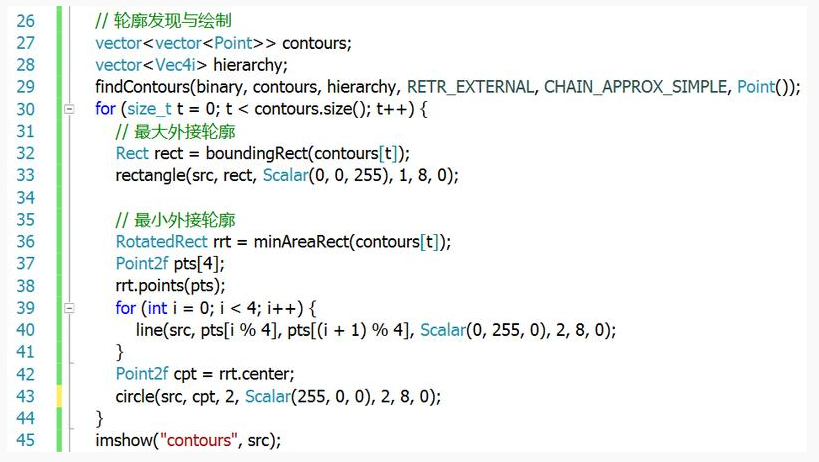 26 // 轮廓发现与绘制
27 vector<vector<Point>> contours;
28 vector<Vec4i> hierarchy;
29 findContours(binary, contours, hierarchy, RETR_EXTERNAL, CHAIN_APPROX_SIMPLE, Point());
30 for (size_t t = 0; t < contours.size(); t++) {
31 // 最大外接轮廓
32 Rect rect = boundingRect(contours[t]);
33 rectangle(src, rect, Scalar(0, 0, 255), 1, 8, 0);
34
35 // 最小外接轮廓
36 RotatedRect rrt = minAreaRect(contours[t]);
37 Point2f pts[4];
38 rrt.points(pts);
39 for (int i = 0; i < 4; i++) {
40 line(src, pts[i % 4], pts[(i + 1) % 4], Scalar(0, 255, 0), 2, 8, 0);
41 }
42 Point2f cpt = rrt.center;
43 circle(src, cpt, 2, Scalar(255, 0, 0), 2, 8, 0);
44 }
45 imshow("contours", src);